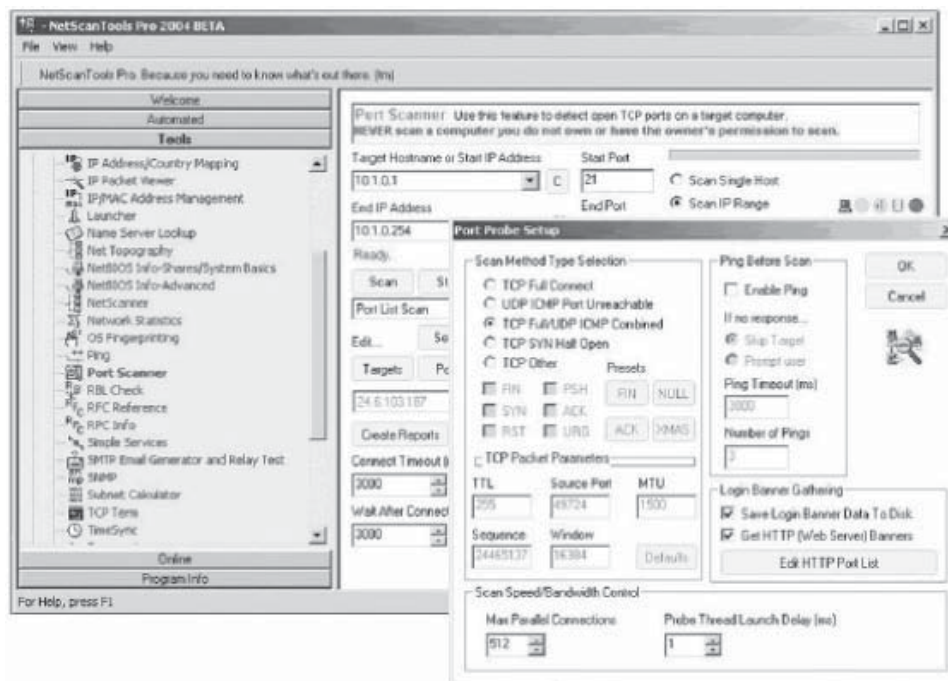 - NetScanTools Pro 2004 BETA
File View Help
NetScanTools Pro. Because you need to know what's out there. (tm)
Welcome
Automated
Tools
IP Address/Country Mapping
IP Packet Viewer
IP/MAC Address Management
Launcher
Name Server Lookup
Net Topography
NetBIOS Info-Shares/System Basics
NetBIOS Info-Advanced
NetScanner
Network Statistics
OS Fingerprinting
Ping
Port Scanner
RBL Check
RFC Reference
RPC Info
Simple Services
SMTP Email Generator and Relay Test
SNMP
Subnet Calculator
TCP Term
TimeSync
Online
Program Info
For Help, press F1
Port Scanner Use this feature to detect open TCP ports on a target computer.
NEVER scan a computer you do not own or have the owner's permission to scan.
Target Hostname or Start IP Address
Start Port
10.1.0.1
C
21
Scan Single Host
End IP Address
End Port
Scan IP Range
10.1.0.254
Ready.
Scan
Port List Scan
Edit...
Targets
24.6.103.187
Create Reports
Connect Timeout
3000
Wait After Connect
3000
Port Probe Setup
Scan Method Type Selection
TCP Full Connect
UDP ICMP Port Unreachable
TCP Full/UDP ICMP Combined
TCP SYN Half Open
TCP Other
Presets
FIN PSH
FIN NULL
SYN ACK
RST URG
ACK XMAS
TCP Packet Parameters
TTL Source Port MTU
255 49724 1500
Sequence Window
24465137 16384 Defaults
Ping Before Scan
Enable Ping
If no response...
Skip Target
Prompt user
Ping Timeout (ms)
3000
Number of Pings
3
OK
Cancel
Login Banner Gathering
Save Login Banner Data To Disk
Get HTTP (Web Server) Banners
Edit HTTP Port List
Scan Speed/Bandwidth Control
Max Parallel Connections
Probe Thread Launch Delay (ms)
512
1